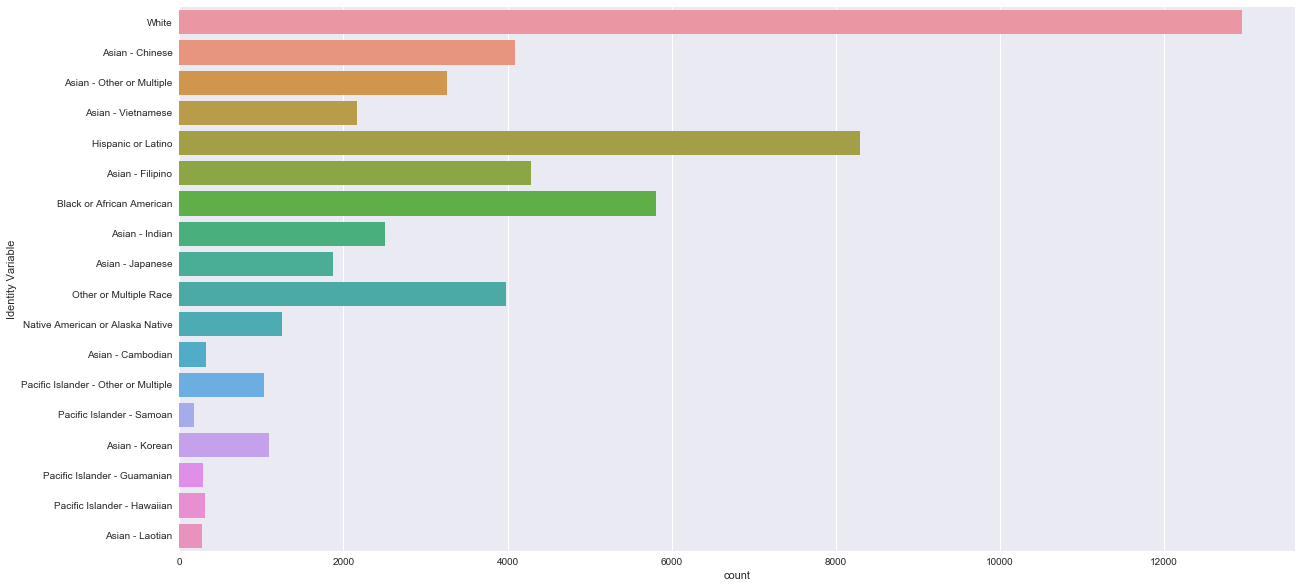 White
Asian - Chinese
Asian - Other or Multiple
Asian - Vietnamese
Hispanic or Latino
Asian - Filipino
Black or African American
Asian - Indian
Asian - Japanese
Other or Multiple Race
Native American or Alaska Native
Asian - Cambodian
Pacific Islander - Other or Multiple
Pacific Islander - Samoan
Asian - Korean
Pacific Islander - Guamanian
Pacific Islander - Hawaiian
Asian - Laotian
Identity Variable
0 2000 4000 6000 8000 10000 12000
count